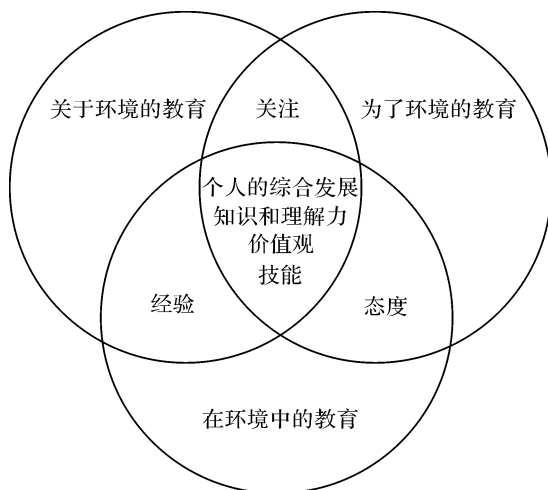 关于环境的教育
关注
为了环境的教育
个人的综合发展
知识和理解力
价值观
技能
经验
态度
在环境中的教育